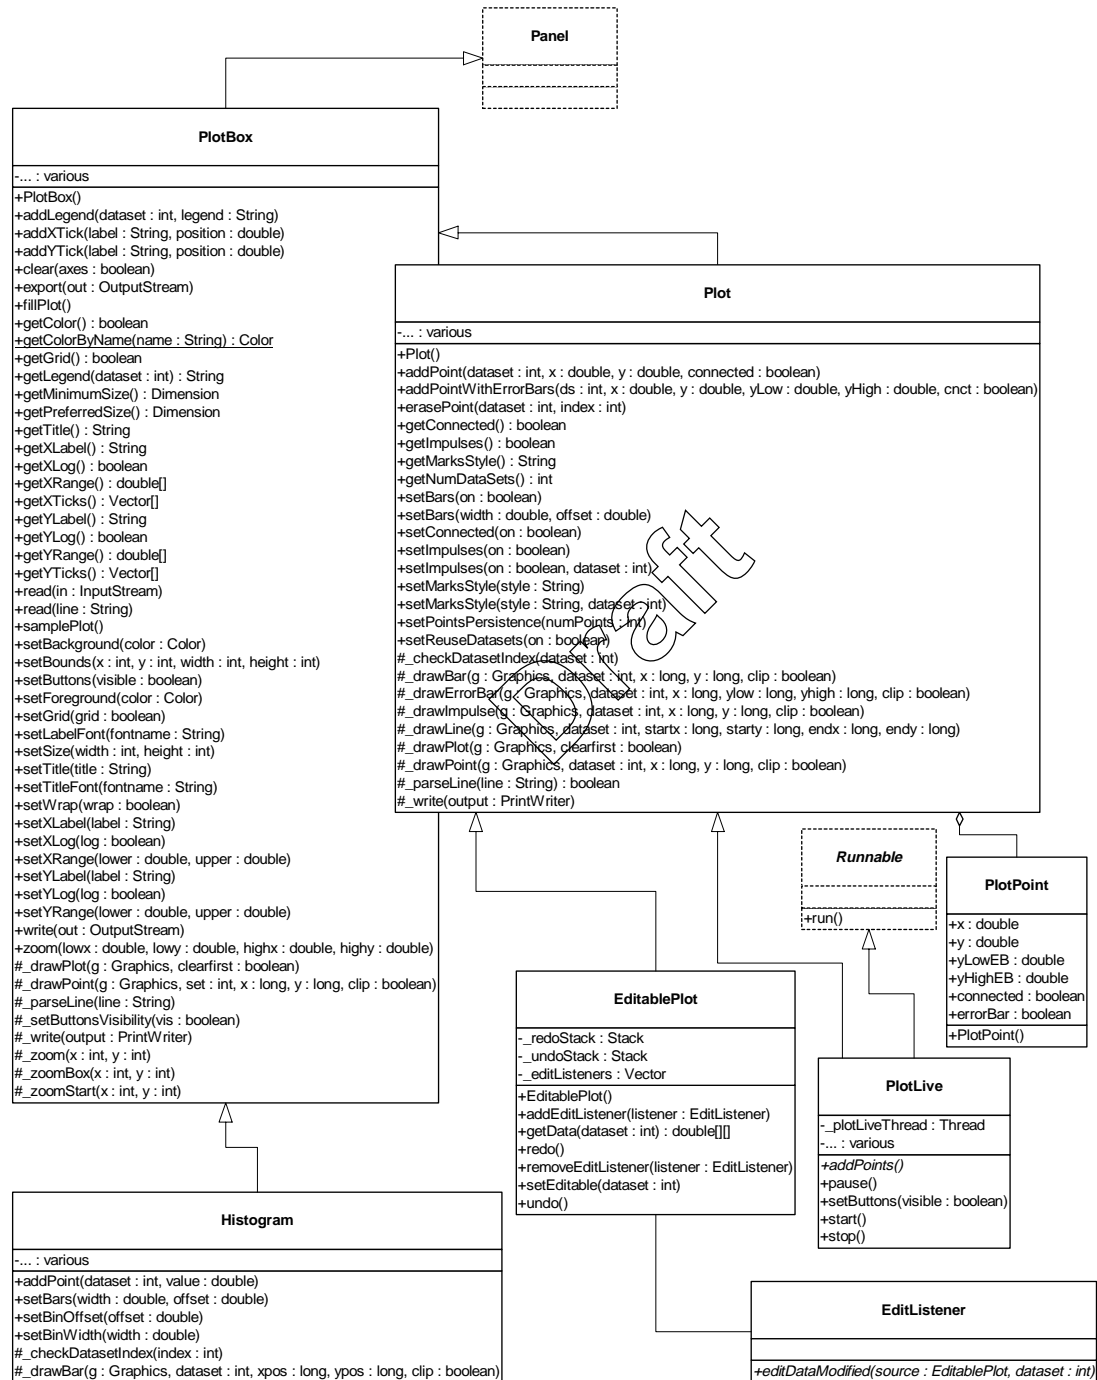 Panel
PlotBox
-... : various
+PlotBox()
+addLegend(dataset : int, legend : String)
+addXTick(label : String, position : double)
+addYTick(label : String, position : double)
+clear(axes : boolean)
+export(out : OutputStream)
+fillPlot()
+getColor() : boolean
+getColorByName(name : String) : Color
+getGrid() : boolean
+getLegend(dataset : int) : String
+getMinimumSize() : Dimension
+getPreferredSize() : Dimension
+getTitle() : String
+getXLabel() : String
+getXLog() : boolean
+getXRange() : double[]
+getXTicks() : Vector[]
+getYLabel() : String
+getYLog() : boolean
+getYRange() : double[]
+getYTicks() : Vector[]
+read(in : InputStream)
+read(line : String)
+samplePlot()
+setBackground(color : Color)
+setBounds(x : int, y : int, width : int, height : int)
+setButtons(visible : boolean)
+setForeground(color : Color)
+setGrid(grid : boolean)
+setLabelFont(fontname : String)
+setSize(width : int, height : int)
+setTitle(title : String)
+setTitleFont(fontname : String)
+setWrap(wrap : boolean)
+setXLabel(label : String)
+setXLog(log : boolean)
+setXRange(lower : double, upper : double)
+setYLabel(label : String)
+setYLog(log : boolean)
+setYRange(lower : double, upper : double)
+write(out : OutputStream)
+zoom(lowx : double, lowy : double, highx : double, highy : double)
#_drawPlot(g : Graphics, clearfirst : boolean)
#_drawPoint(g : Graphics, set : int, x : long, y : long, clip : boolean)
#_parseLine(line : String)
#_setButtonsVisibility(vis : boolean)
#_write(output : PrintWriter)
#_zoom(x : int, y : int)
#_zoomBox(x : int, y : int)
#_zoomStart(x : int, y : int)
Plot
-... : various
+Plot()
+addPoint(dataset : int, x : double, y : double, connected : boolean)
+addPointWithErrorBars(ds : int, x : double, y : double, yLow : double, yHigh : double, cnct : boolean)
+erasePoint(dataset : int, index : int)
+getConnected() : boolean
+getImpulses() : boolean
+getMarksStyle() : String
+getNumDataSets() : int
+setBars(on : boolean)
+setBars(width : double, offset : double)
+setConnected(on : boolean)
+setImpulses(on : boolean)
+setImpulses(on : boolean, dataset : int)
+setMarksStyle(style : String)
+setMarksStyle(style : String, dataset : int)
+setPointsPersistence(numPoints : int)
+setReuseDatasets(on : boolean)
#_checkDatasetIndex(dataset : int)
#_drawBar(g : Graphics, dataset : int, x : long, y : long, clip : boolean)
#_drawErrorBar(g : Graphics, dataset : int, x : long, ylow : long, yhigh : long, clip : boolean)
#_drawImpulse(g : Graphics, dataset : int, x : long, y : long, clip : boolean)
#_drawLine(g : Graphics, dataset : int, startx : long, starty : long, endx : long, endy : long)
#_drawPlot(g : Graphics, clearfirst : boolean)
#_drawPoint(g : Graphics, dataset : int, x : long, y : long, clip : boolean)
#_parseLine(line : String) : boolean
#_write(output : PrintWriter)
Draft
Runnable
+run()
PlotPoint
+x : double
+y : double
+yLowEB : double
+yHighEB : double
+connected : boolean
+errorBar : boolean
+PlotPoint()
EditablePlot
-_redoStack : Stack
-_undoStack : Stack
-_editListeners : Vector
+EditablePlot()
+addEditListener(listener : EditListener)
+getData(dataset : int) : double[][]
+redo()
+removeEditListener(listener : EditListener)
+setEditable(dataset : int)
+undo()
PlotLive
-_plotLiveThread : Thread
-... : various
+addPoints()
+pause()
+setButtons(visible : boolean)
+start()
+stop()
Histogram
-... : various
+addPoint(dataset : int, value : double)
+setBars(width : double, offset : double)
+setBinOffset(offset : double)
+setBinWidth(width : double)
#_checkDatasetIndex(index : int)
#_drawBar(g : Graphics, dataset : int, xpos : long, ypos : long, clip : boolean)
EditListener
+editDataModified(source : EditablePlot, dataset : int)